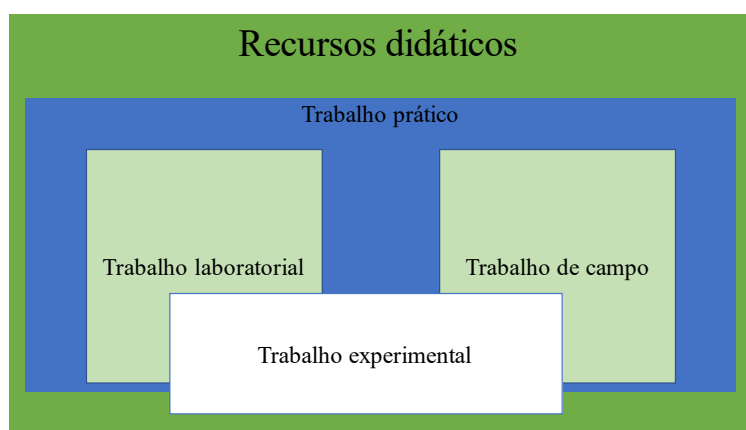 Recursos didáticos
Trabalho prático
Trabalho laboratorial
Trabalho de campo
Trabalho experimental